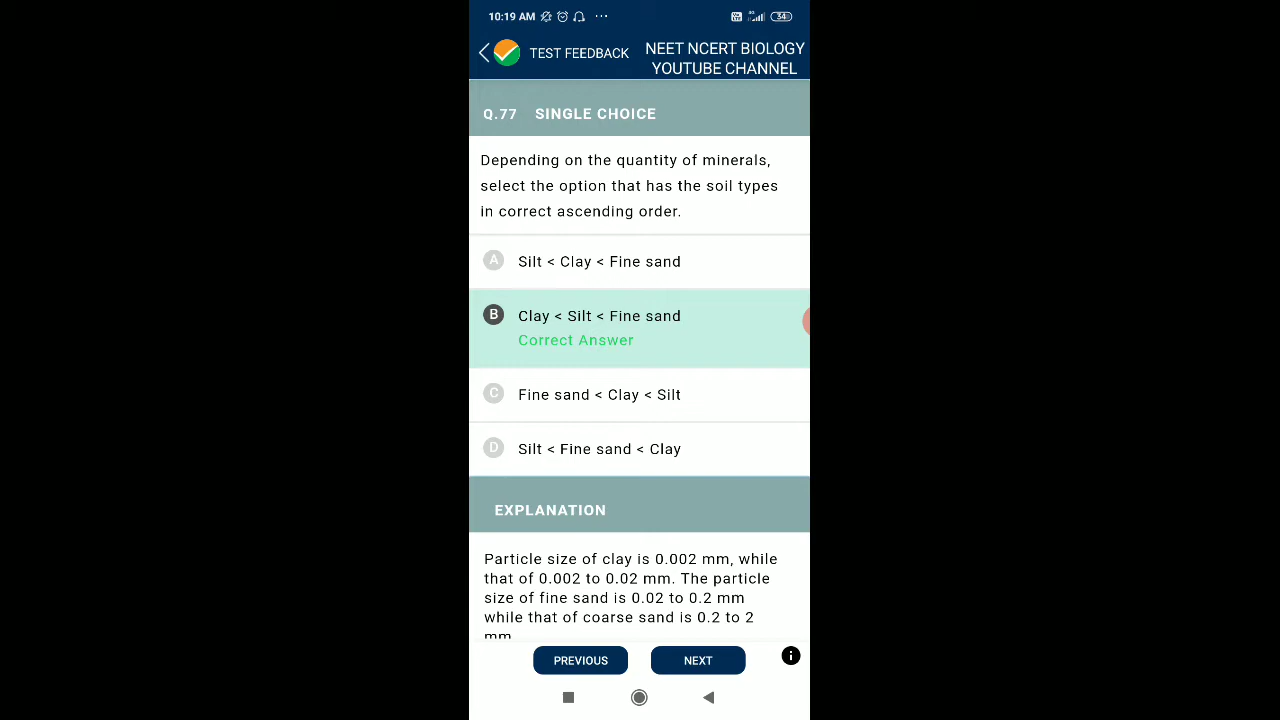 10:19 AM ... 34
TEST FEEDBACK
NEET NCERT BIOLOGY
YOUTUBE CHANNEL
Q.77 SINGLE CHOICE
Depending on the quantity of minerals,
select the option that has the soil types
in correct ascending order.
A Silt < Clay < Fine sand
B Clay < Silt < Fine sand
Correct Answer
C Fine sand < Clay < Silt
D Silt < Fine sand < Clay
EXPLANATION
Particle size of clay is 0.002 mm, while
that of 0.002 to 0.02 mm. The particle
size of fine sand is 0.02 to 0.2 mm
while that of coarse sand is 0.2 to 2
mm
PREVIOUS NEXT